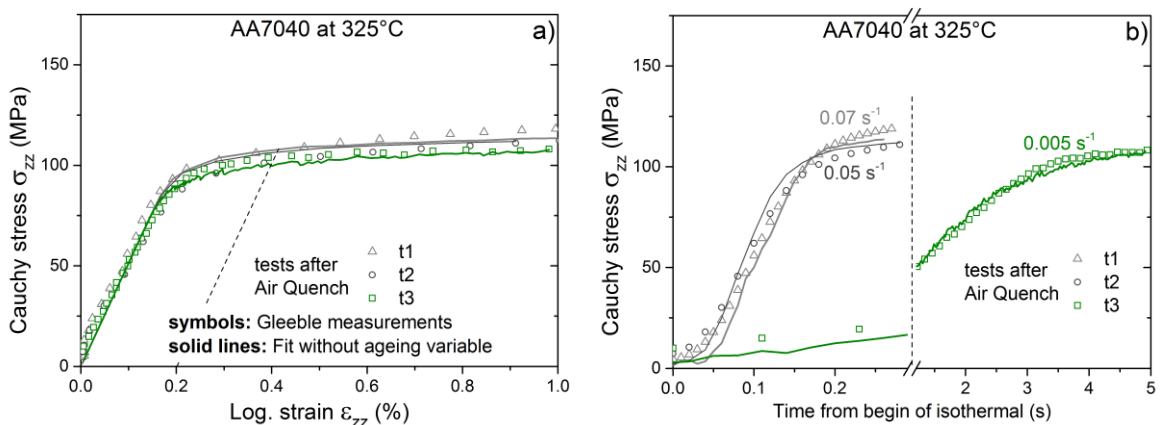 AA7040 at 325°C
a)
Cauchy stress σzz (MPa)
150
100
50
0
0.0
0.2
0.4
0.6
0.8
1.0
Log. strain εzz (%)
tests after
Air Quench
t1
t2
t3
symbols: Gleeble measurements
solid lines: Fit without ageing variable
AA7040 at 325°C
b)
Cauchy stress σzz (MPa)
150
100
50
0
0.0
0.1
0.2
2
3
4
5
Time from begin of isothermal (s)
0.07 s-1
0.05 s-1
0.005 s-1
tests after
Air Quench
t1
t2
t3